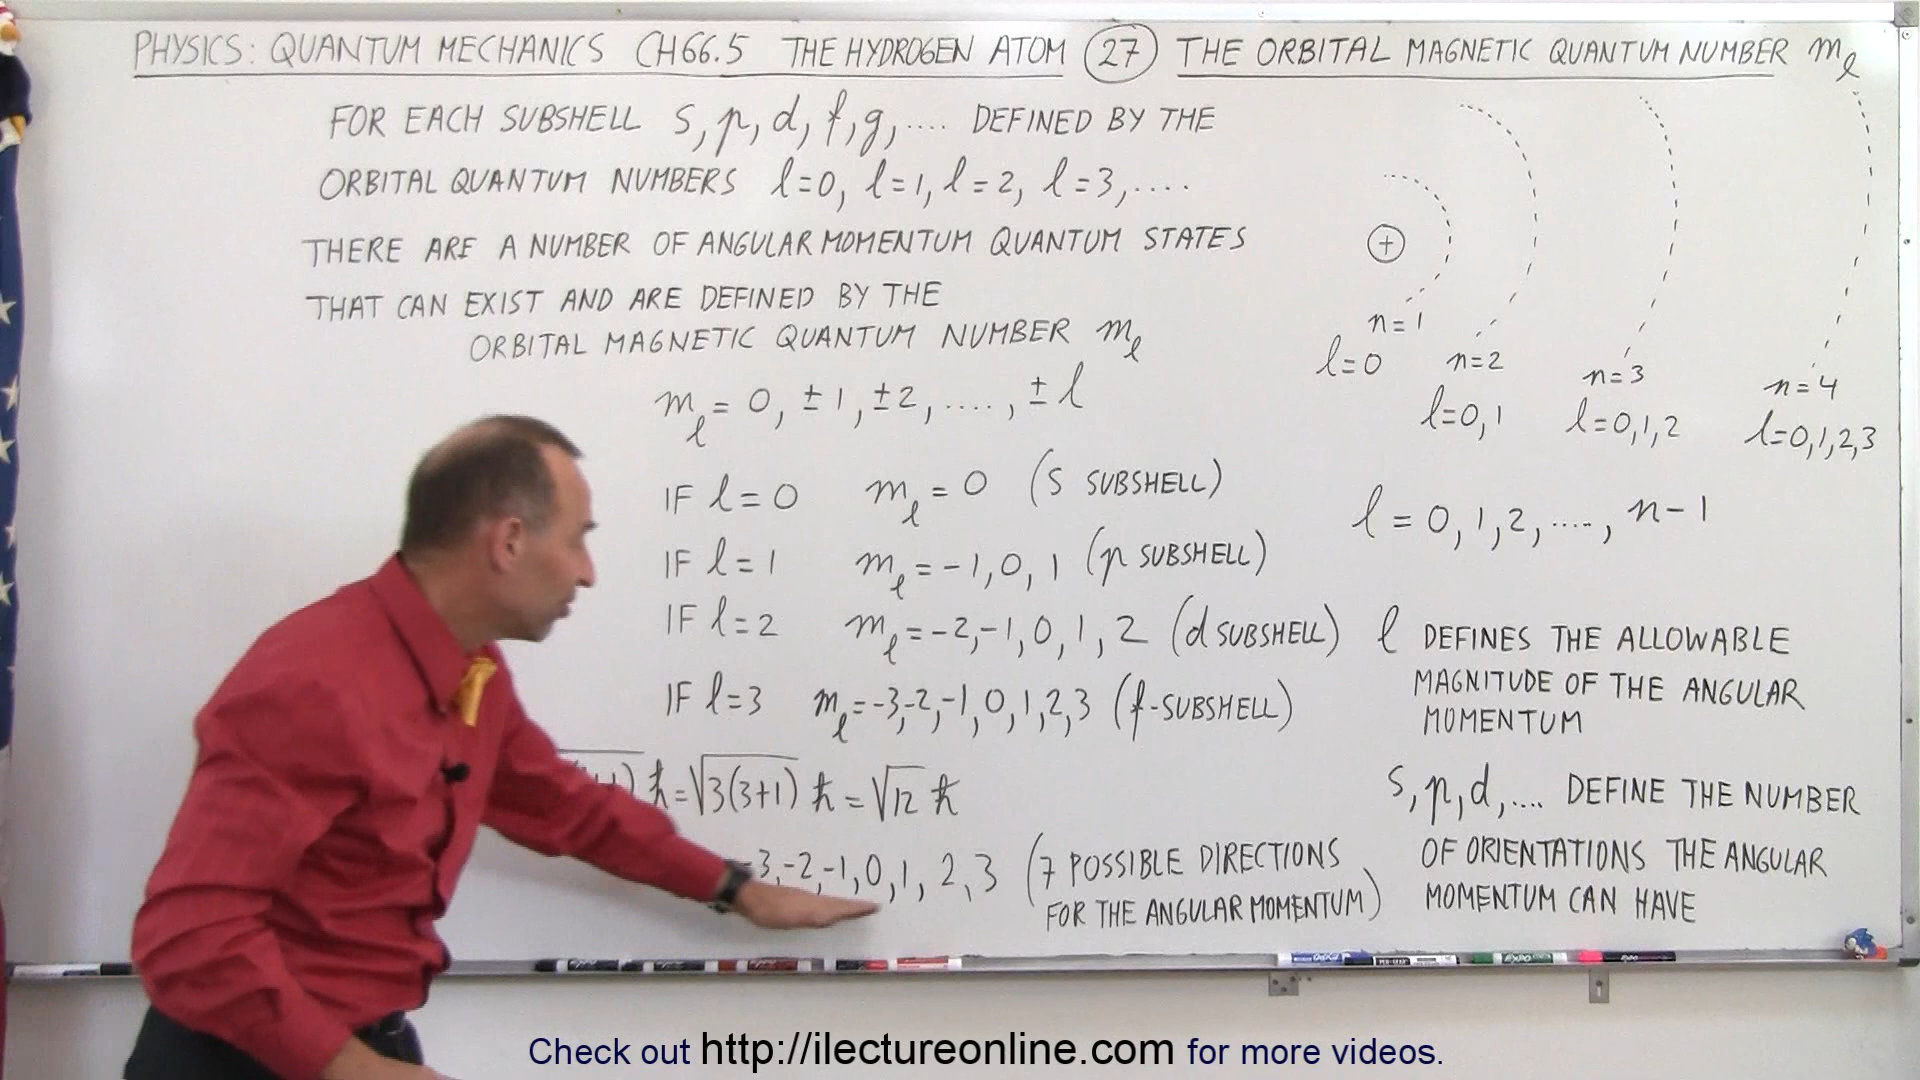 PHYSICS: QUANTUM MECHANICS CH 66.5 THE HYDROGEN ATOM 27 THE ORBITAL MAGNETIC QUANTUM NUMBER mₗ
FOR EACH SUBSHELL s, p, d, f, g, .... DEFINED BY THE
ORBITAL QUANTUM NUMBERS l=0, l=1, l=2, l=3, ....
THERE ARE A NUMBER OF ANGULAR MOMENTUM QUANTUM STATES
THAT CAN EXIST AND ARE DEFINED BY THE
ORBITAL MAGNETIC QUANTUM NUMBER mₗ
mₗ = 0, ±1, ±2, ...., ±l
IF l=0 mₗ = 0 (S SUBSHELL)
IF l=1 mₗ = -1, 0, 1 (p SUBSHELL)
IF l=2 mₗ = -2, -1, 0, 1, 2 (d SUBSHELL)
IF l=3 mₗ = -3, -2, -1, 0, 1, 2, 3 (f-SUBSHELL)
ħ = √3(3+1) ħ = √12 ħ
-3, -2, -1, 0, 1, 2, 3 (7 POSSIBLE DIRECTIONS
FOR THE ANGULAR MOMENTUM)
+
n=1
l=0
n=2
l=0,1
n=3
l=0,1,2
n=4
l=0,1,2,3
l = 0, 1, 2, ....., n-1
l DEFINES THE ALLOWABLE
MAGNITUDE OF THE ANGULAR
MOMENTUM
s, p, d, .... DEFINE THE NUMBER
OF ORIENTATIONS THE ANGULAR
MOMENTUM CAN HAVE
EXPO
Check out http://ilectureonline.com for more videos.